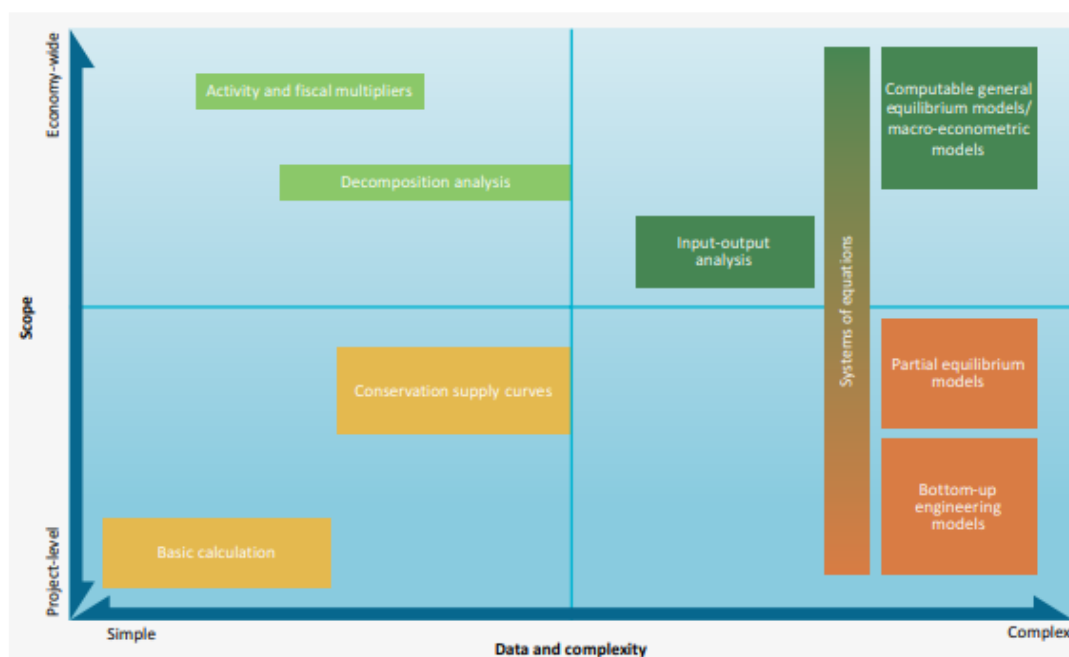 Economy-wide
Activity and fiscal multipliers
Computable general
equilibrium models/
macro-econometric
models
Decomposition analysis
Input-output
analysis
Systems of equations
Scope
Conservation supply curves
Partial equilibrium
models
Bottom-up
engineering
models
Basic calculation
Project-level
Simple
Complex
Data and complexity